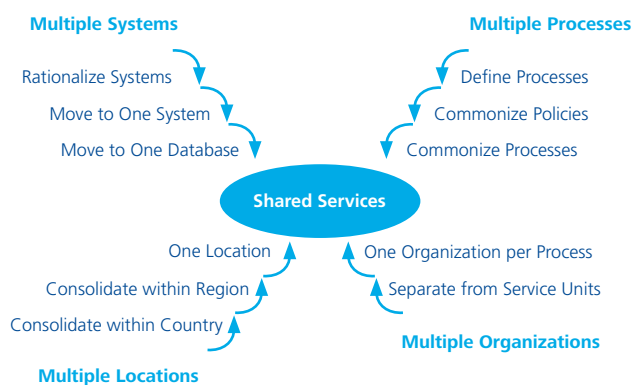 Multiple Systems
Multiple Processes
Rationalize Systems
Define Processes
Move to One System
Commonize Policies
Move to One Database
Commonize Processes
Shared Services
One Location
One Organization per Process
Consolidate within Region
Separate from Service Units
Consolidate within Country
Multiple Organizations
Multiple Locations